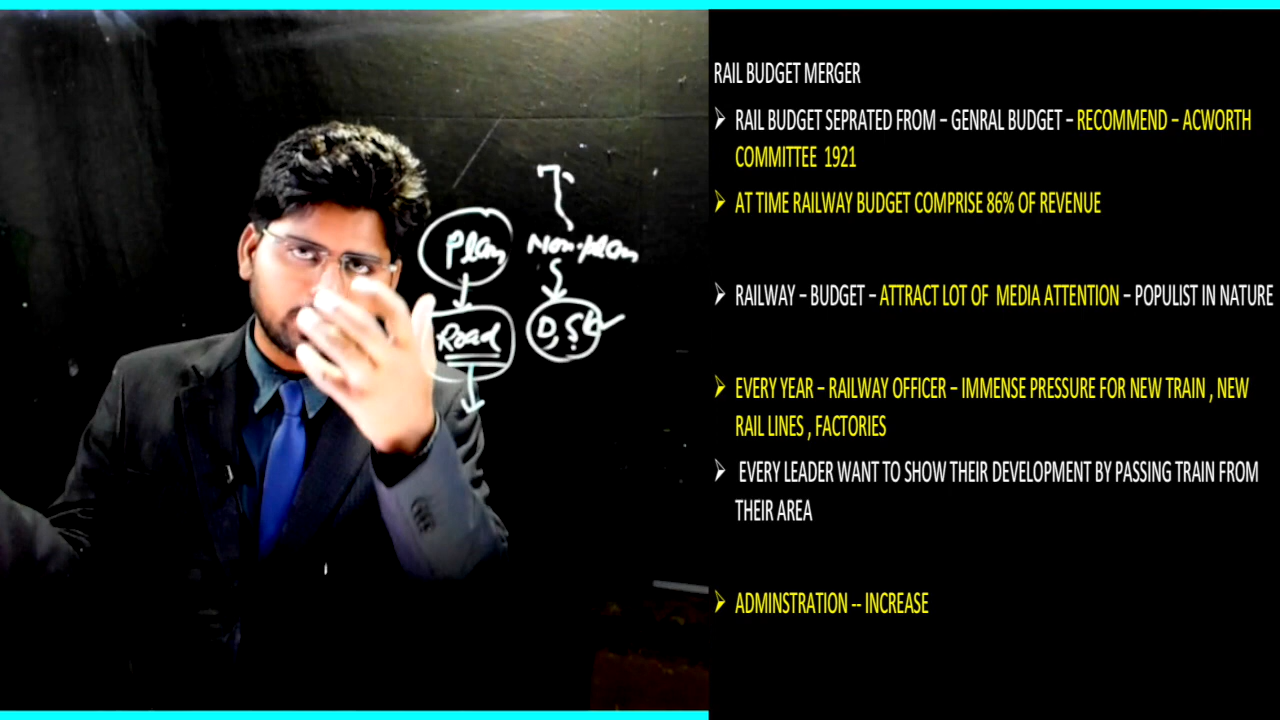 RAIL BUDGET MERGER
➢ RAIL BUDGET SEPRATED FROM – GENRAL BUDGET – RECOMMEND – ACWORTH
COMMITTEE 1921
➢ AT TIME RAILWAY BUDGET COMPRISE 86% OF REVENUE
➢ RAILWAY – BUDGET – ATTRACT LOT OF MEDIA ATTENTION – POPULIST IN NATURE
➢ EVERY YEAR – RAILWAY OFFICER – IMMENSE PRESSURE FOR NEW TRAIN , NEW
RAIL LINES , FACTORIES
➢ EVERY LEADER WANT TO SHOW THEIR DEVELOPMENT BY PASSING TRAIN FROM
THEIR AREA
➢ ADMINSTRATION -- INCREASE
Plan Non-plan
Road